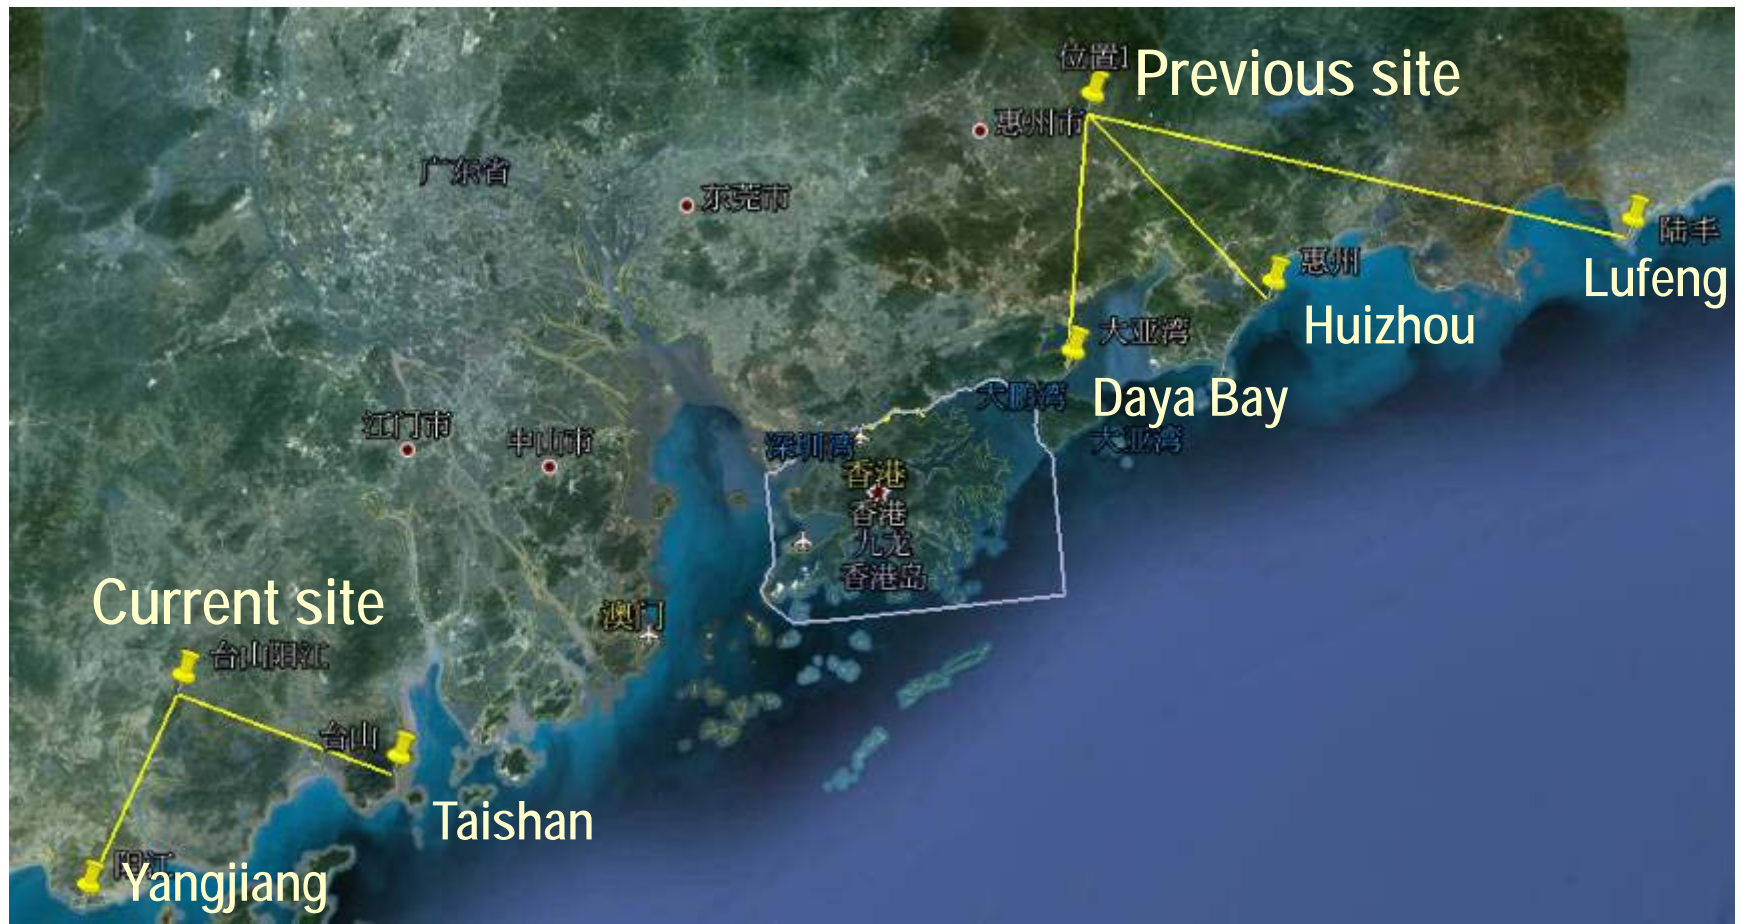 位置1
Previous site
惠州市
广东省
东莞市
陆丰
Lufeng
惠州
Huizhou
大亚湾
Daya Bay
大鹏湾
大亚湾
江门市
中山市
深圳湾
香港
香港
九龙
香港岛
澳门
Current site
台山阳江
台山
Taishan
阳江
Yangjiang